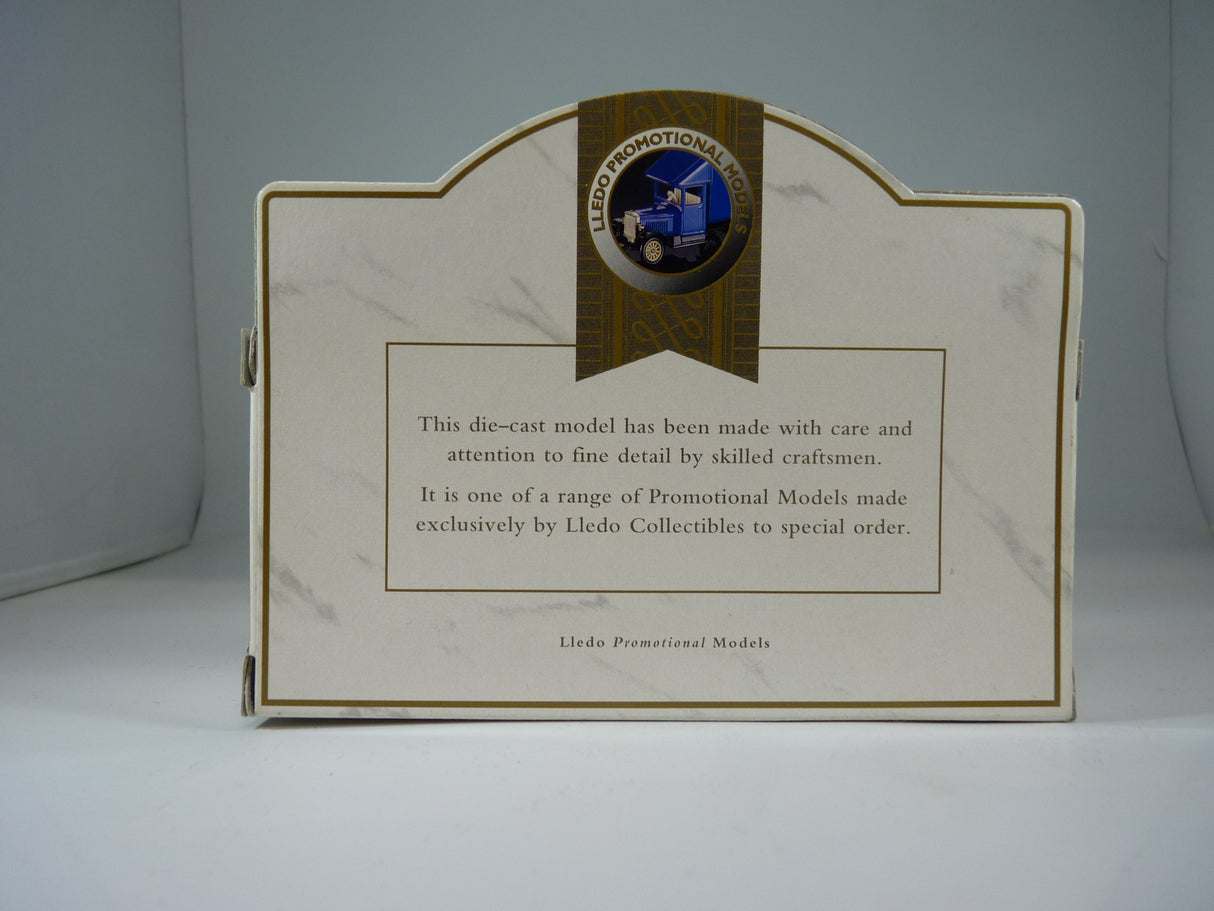 LLEDO PROMOTIONAL MODELS
This die–cast model has been made with care and
attention to fine detail by skilled craftsmen.
It is one of a range of Promotional Models made
exclusively by Lledo Collectibles to special order.
Lledo Promotional Models